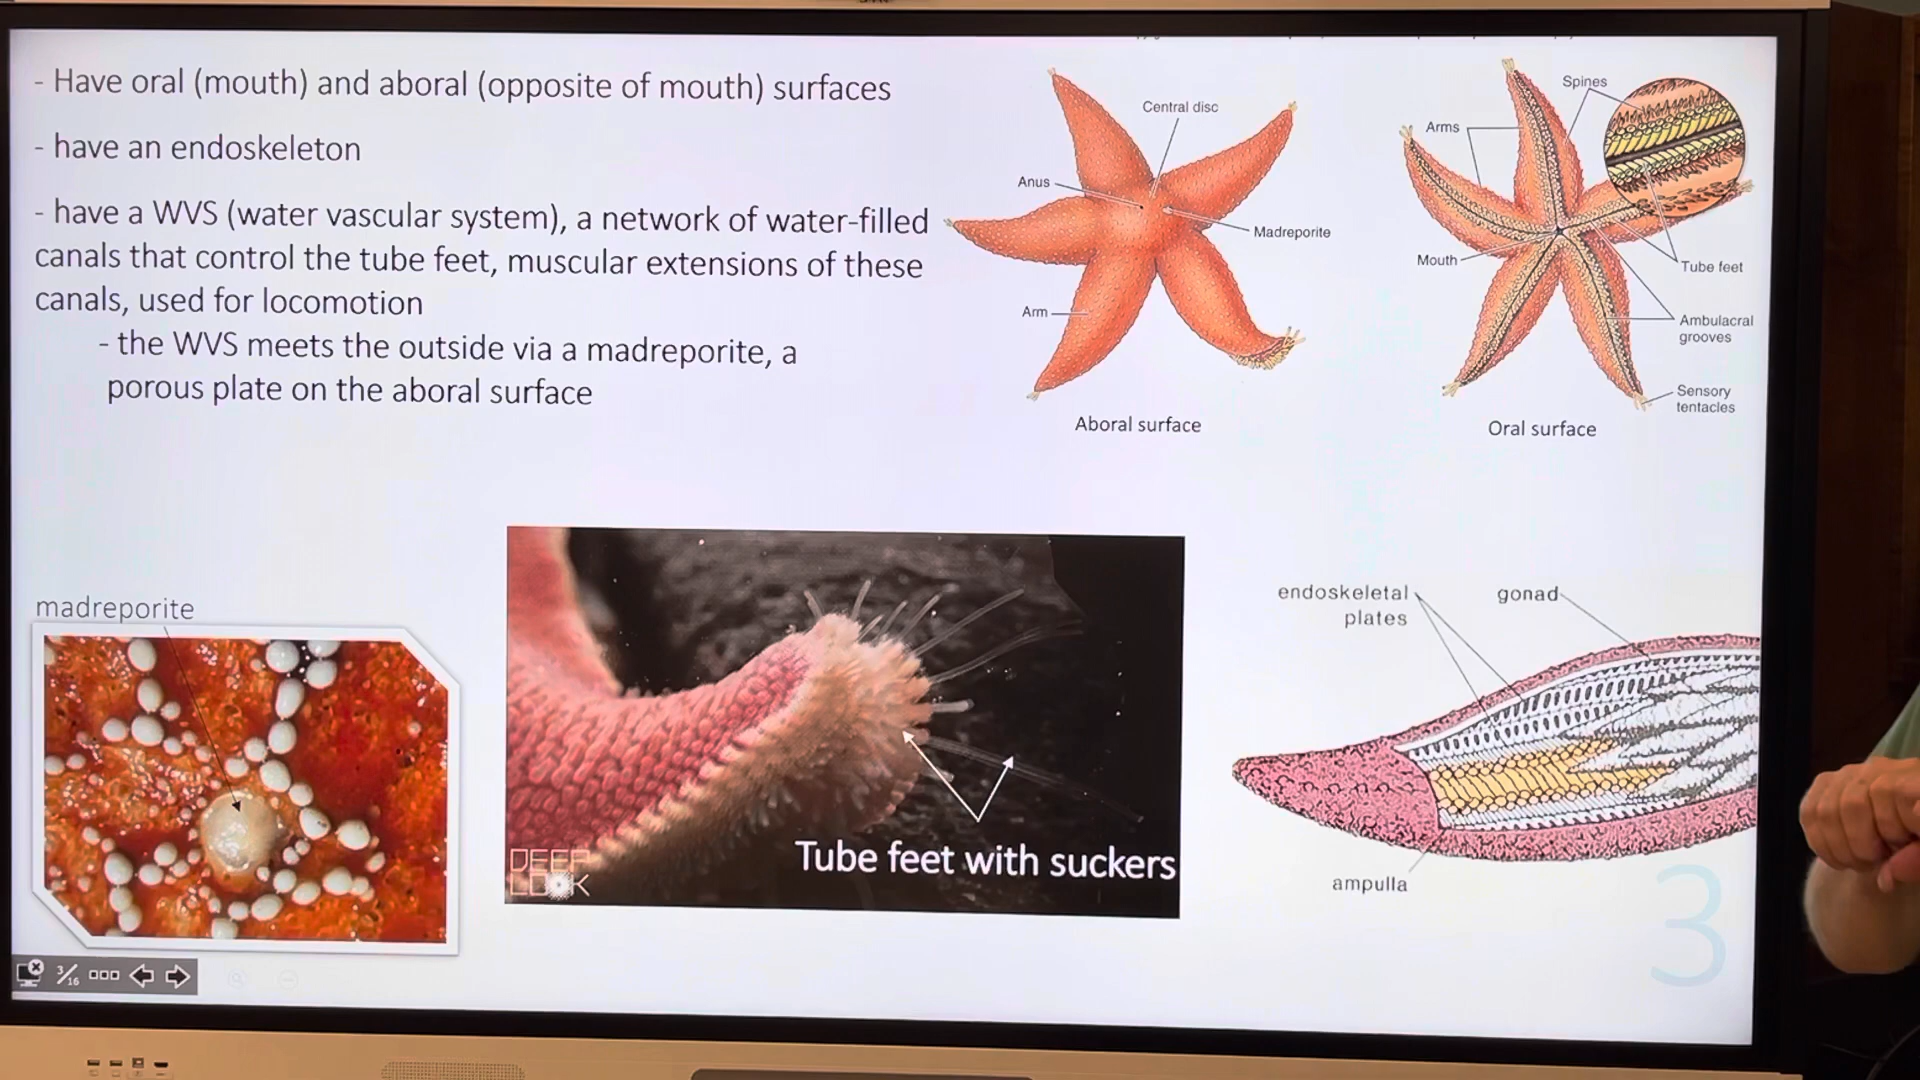 - Have oral (mouth) and aboral (opposite of mouth) surfaces
- have an endoskeleton
- have a WVS (water vascular system), a network of water-filled
canals that control the tube feet, muscular extensions of these
canals, used for locomotion
- the WVS meets the outside via a madreporite, a
porous plate on the aboral surface
Central disc
Anus
Madreporite
Arm
Aboral surface
Spines
Arms
Mouth
Tube feet
Ambulacral
grooves
Sensory
tentacles
Oral surface
madreporite
DEEP
LOOK
Tube feet with suckers
endoskeletal
plates
gonad
ampulla
3
3/16